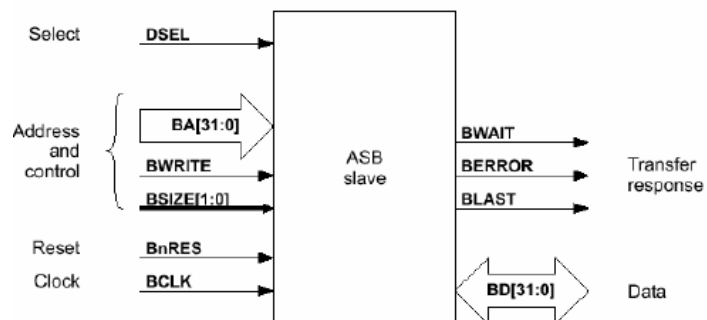 Select
DSEL
Address
and
control
BA[31:0]
BWRITE
BSIZE[1:0]
Reset
BnRES
Clock
BCLK
ASB
slave
BWAIT
BERROR
BLAST
Transfer
response
BD[31:0]
Data